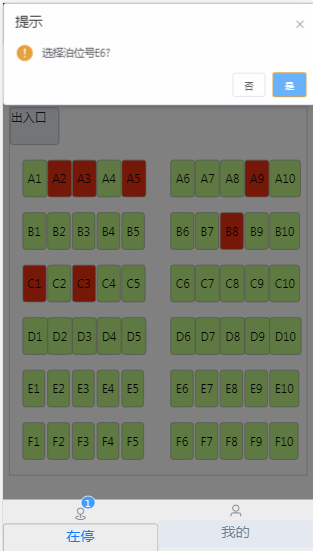 提示 ×
选择泊位号E6?
否 是
出入口
A1 A2 A3 A4 A5 A6 A7 A8 A9 A10
B1 B2 B3 B4 B5 B6 B7 B8 B9 B10
C1 C2 C3 C4 C5 C6 C7 C8 C9 C10
D1 D2 D3 D4 D5 D6 D7 D8 D9 D10
E1 E2 E3 E4 E5 E6 E7 E8 E9 E10
F1 F2 F3 F4 F5 F6 F7 F8 F9 F10
1
在停 我的